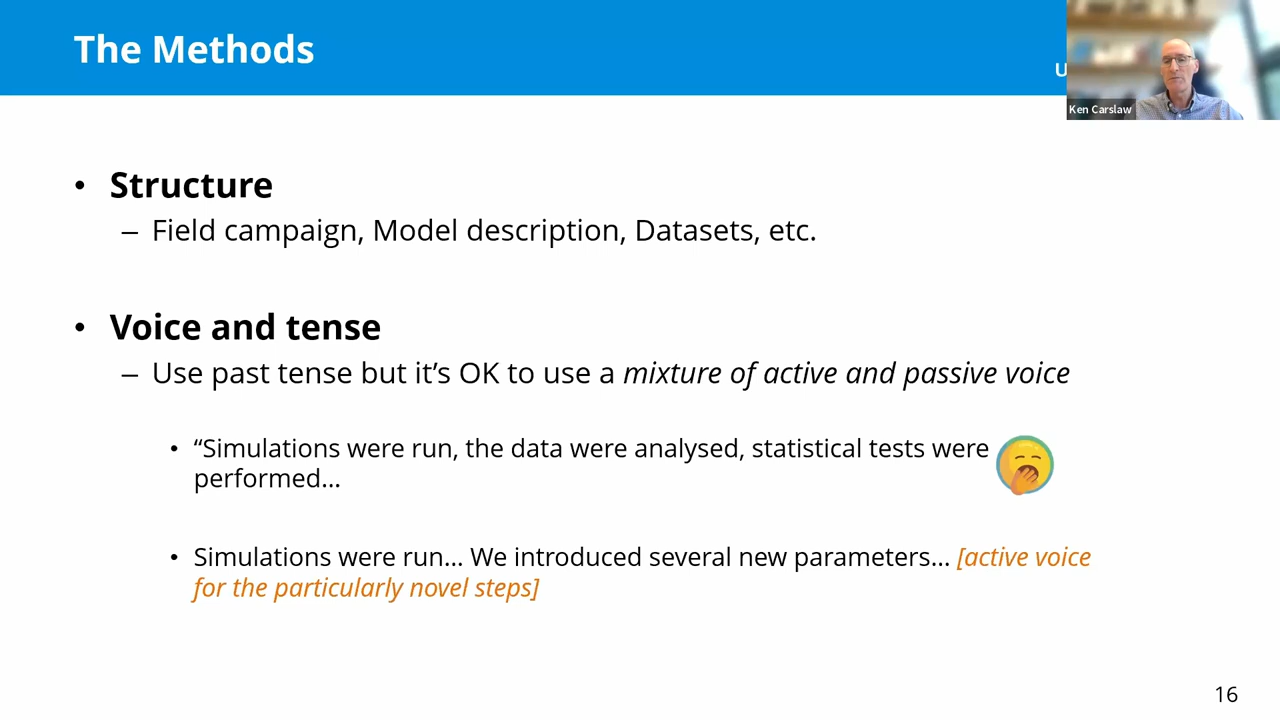 The Methods
U
Ken Carslaw
• Structure
– Field campaign, Model description, Datasets, etc.
• Voice and tense
– Use past tense but it’s OK to use a mixture of active and passive voice
• “Simulations were run, the data were analysed, statistical tests were
performed…
• Simulations were run… We introduced several new parameters… [active voice
for the particularly novel steps]
16